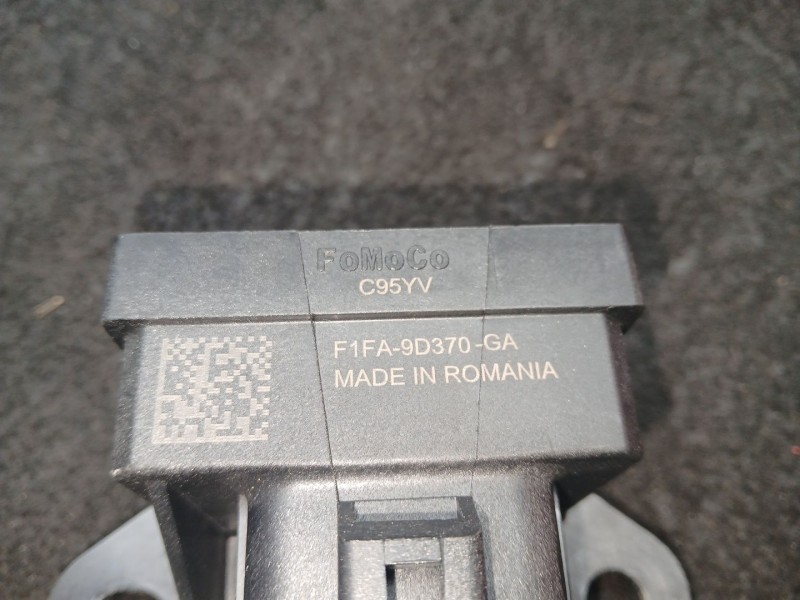 FoMoCo
C95YV
F1FA-9D370-GA
MADE IN ROMANIA